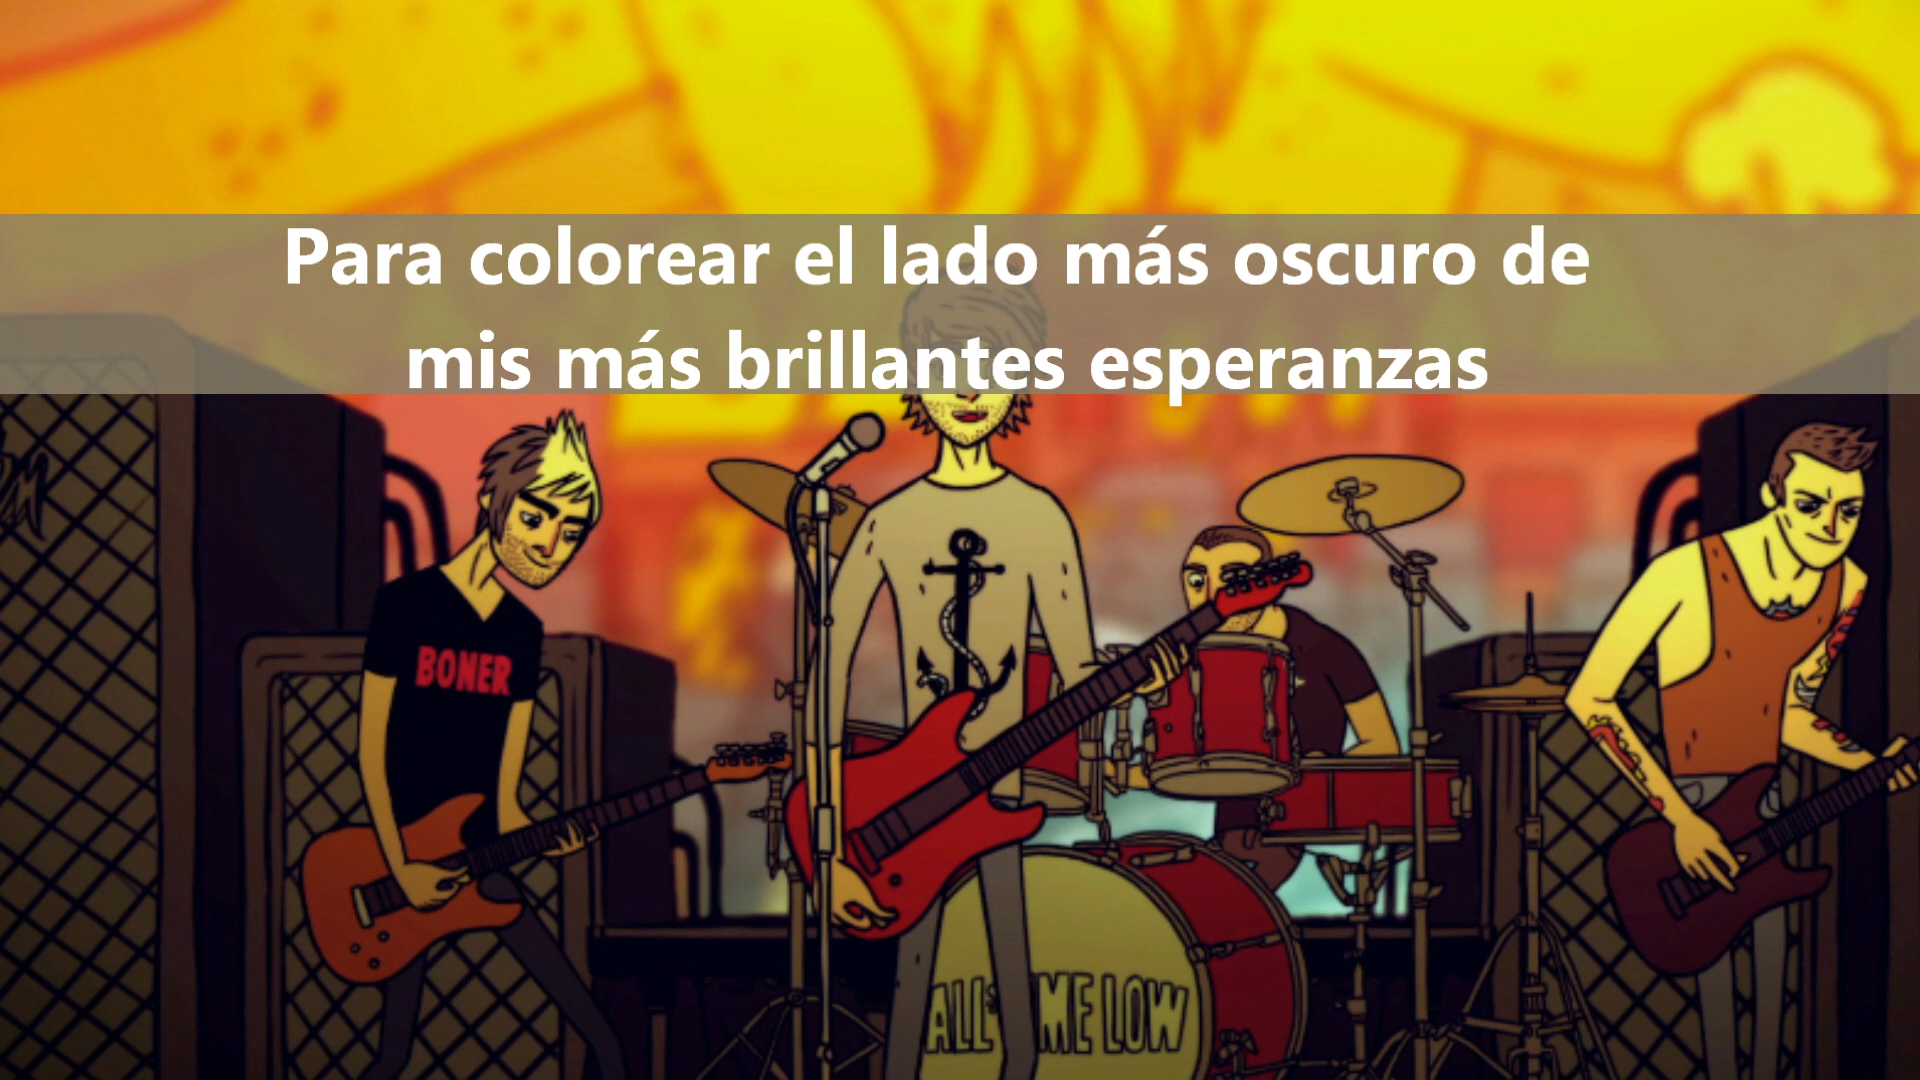 Para colorear el lado más oscuro de
mis más brillantes esperanzas
BONER
ALL ME LOW